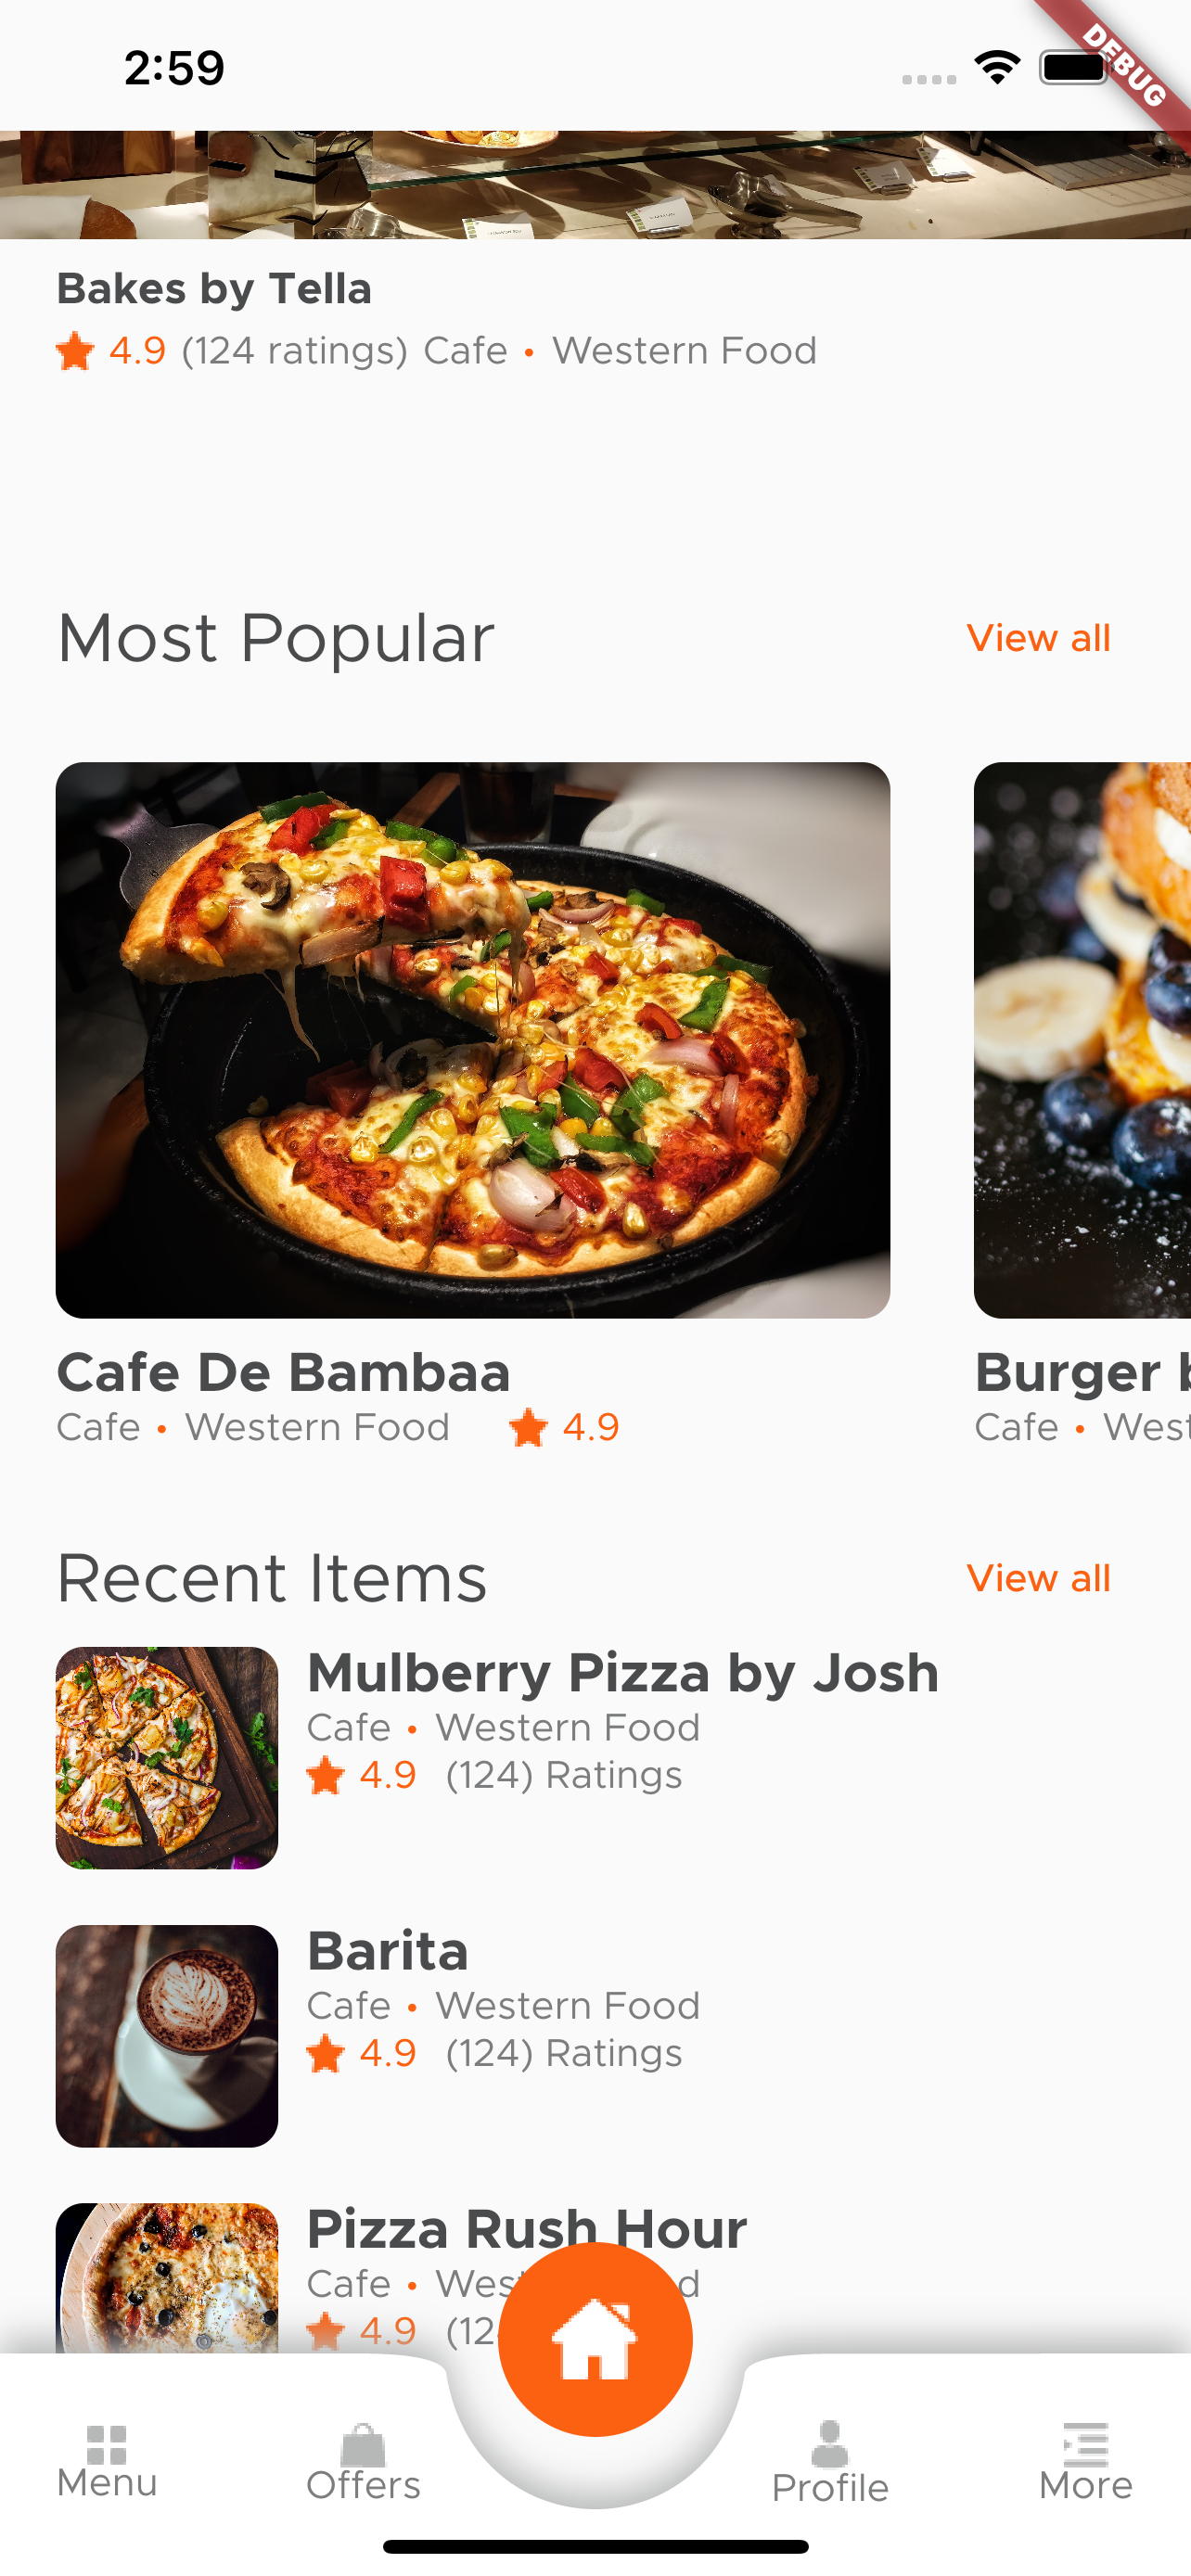 2:59
DEBUG
Bakes by Tella
4.9 (124 ratings) Cafe • Western Food
Most Popular
View all
Cafe De Bambaa
Cafe • Western Food 4.9
Burger
Cafe •
Recent Items
View all
Mulberry Pizza by Josh
Cafe • Western Food
4.9 (124) Ratings
Barita
Cafe • Western Food
4.9 (124) Ratings
Pizza Rush Hour
Cafe •
4.9
Menu
Offers
Profile
More